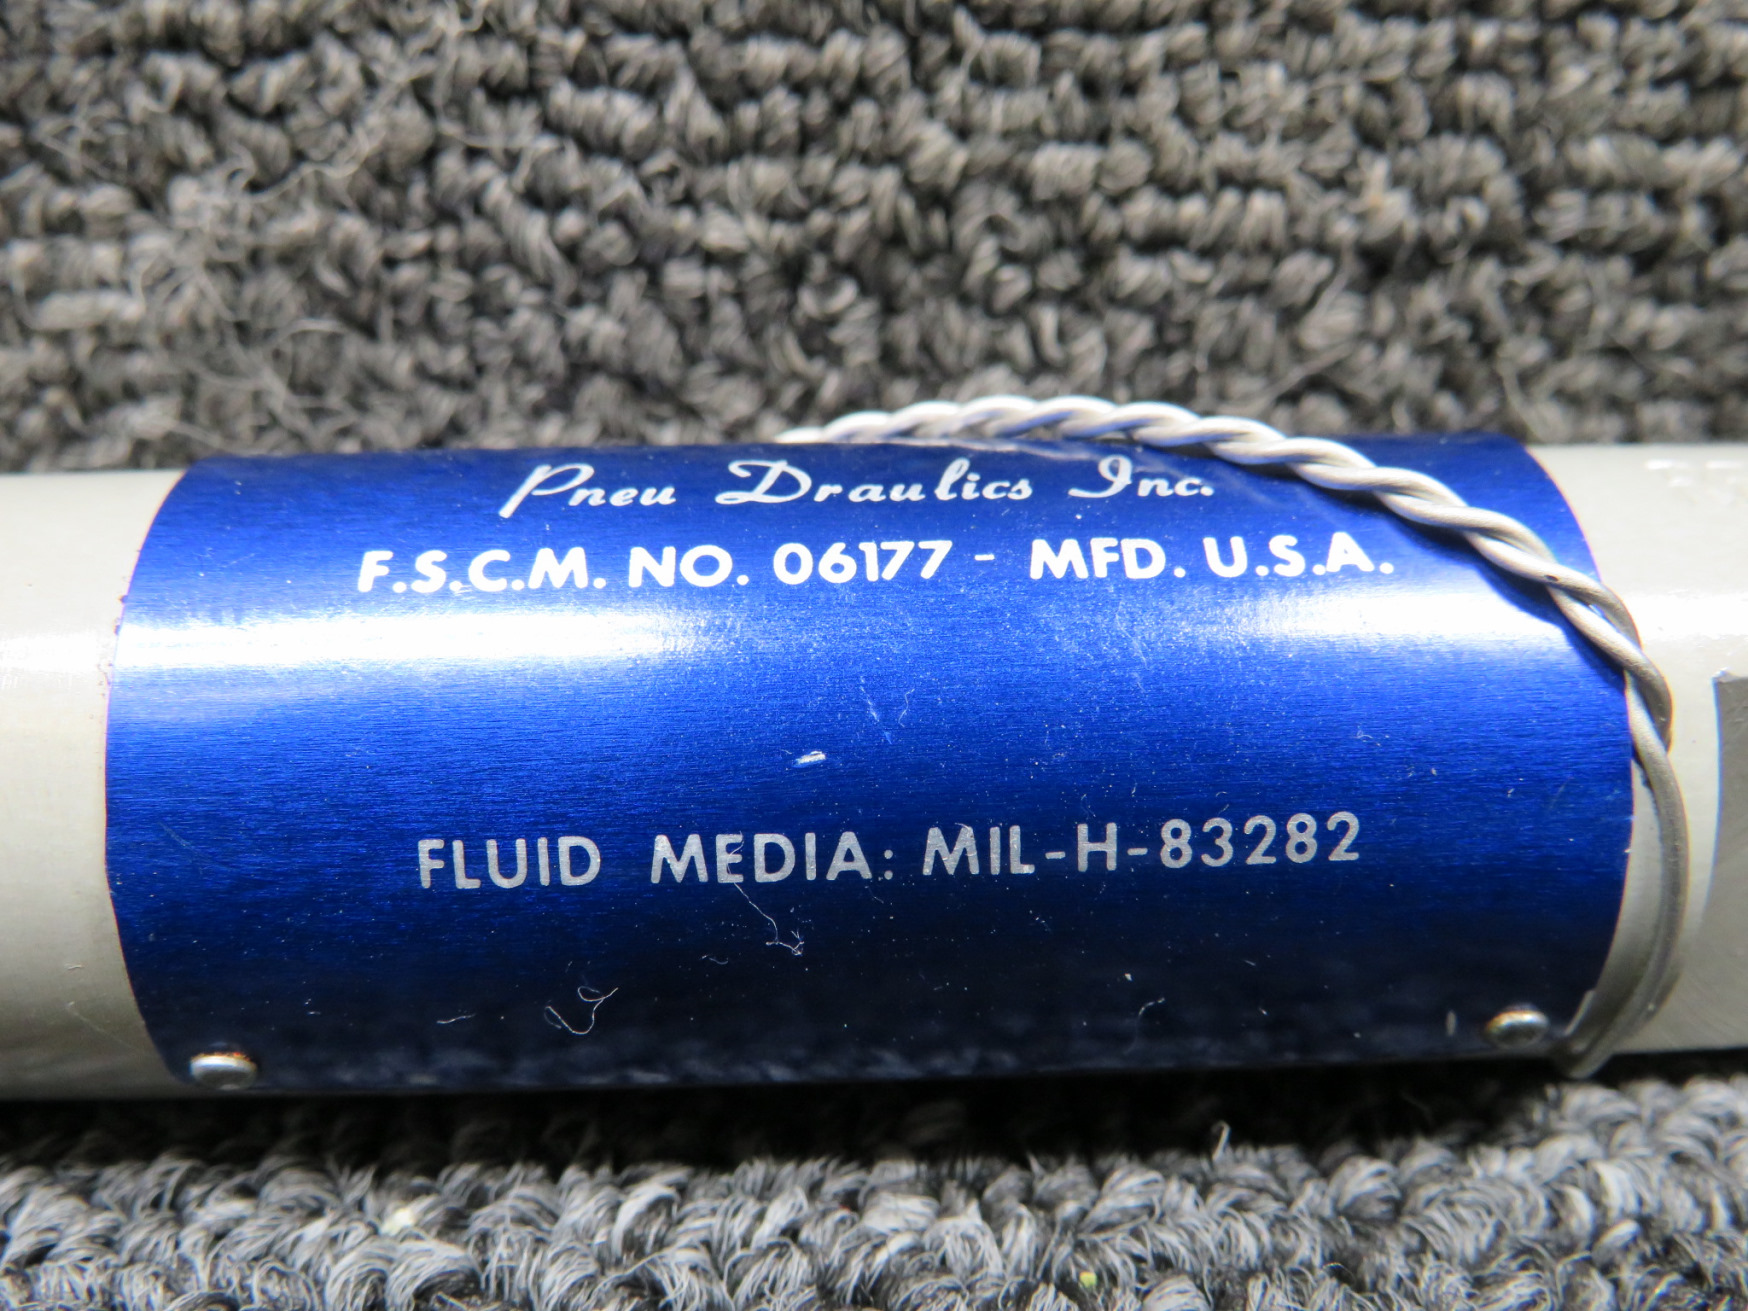 Pneu Draulics Inc.
F.S.C.M. NO. 06177 - MFD. U.S.A.
FLUID MEDIA: MIL-H-83282